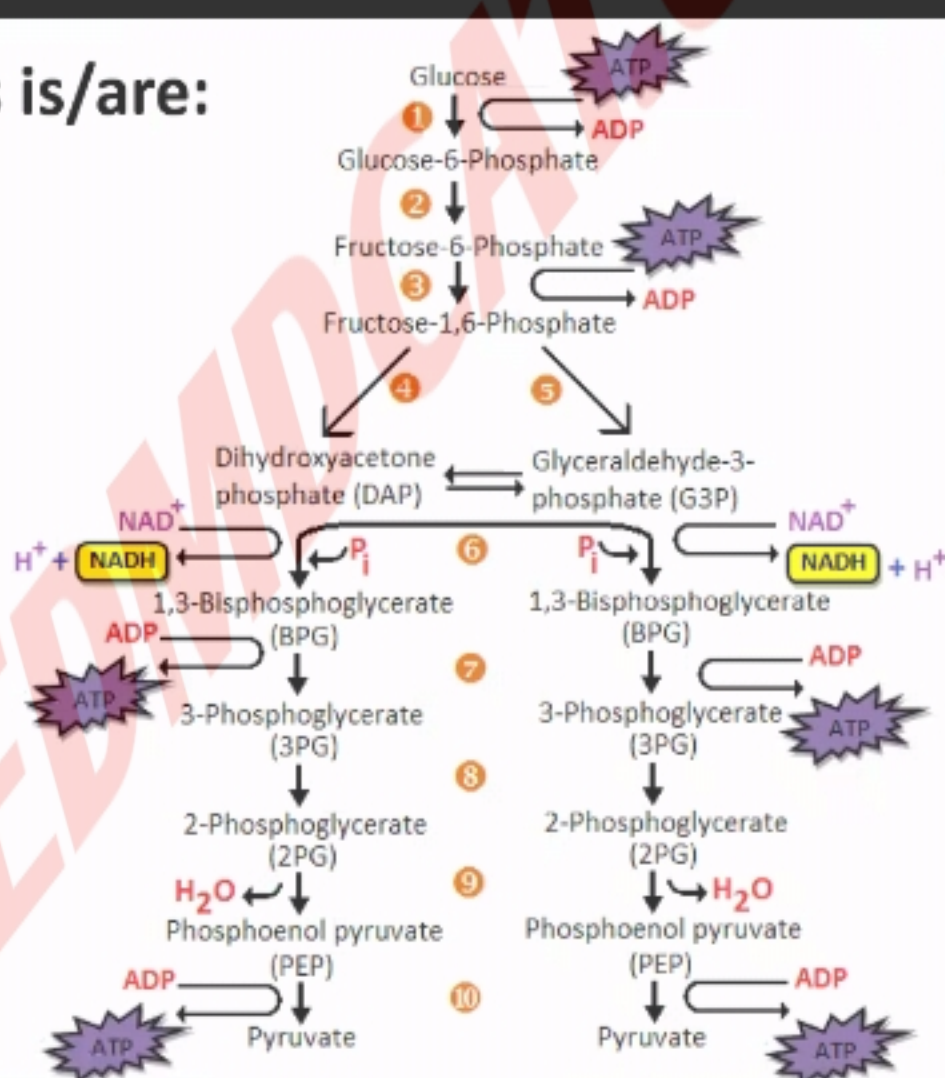 is/are:
Glucose
ATP
1
ADP
Glucose-6-Phosphate
2
Fructose-6-Phosphate
ATP
3
ADP
Fructose-1,6-Phosphate
4
5
Dihydroxyacetone
phosphate (DAP)
Glyceraldehyde-3-
phosphate (G3P)
NAD+
H+ + NADH
Pi
6
Pi
NAD+
NADH + H+
1,3-Bisphosphoglycerate
(BPG)
1,3-Bisphosphoglycerate
(BPG)
ADP
ATP
7
ADP
ATP
3-Phosphoglycerate
(3PG)
3-Phosphoglycerate
(3PG)
8
2-Phosphoglycerate
(2PG)
2-Phosphoglycerate
(2PG)
H2O
9
H2O
Phosphoenol pyruvate
(PEP)
Phosphoenol pyruvate
(PEP)
ADP
ATP
10
ADP
ATP
Pyruvate
Pyruvate